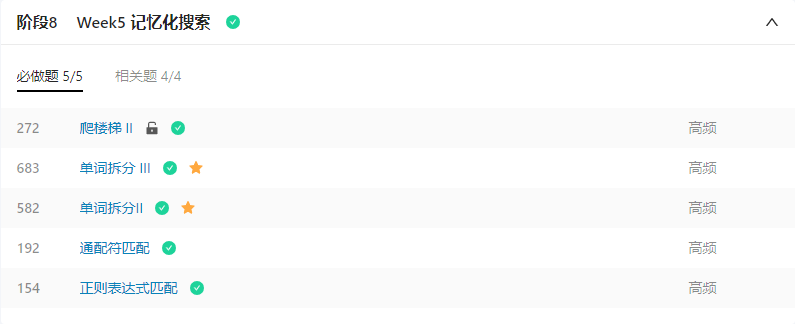 阶段8 Week5 记忆化搜索
必做题 5/5 相关题 4/4
272 爬楼梯 II 高频
683 单词拆分 III 高频
582 单词拆分II 高频
192 通配符匹配 高频
154 正则表达式匹配 高频